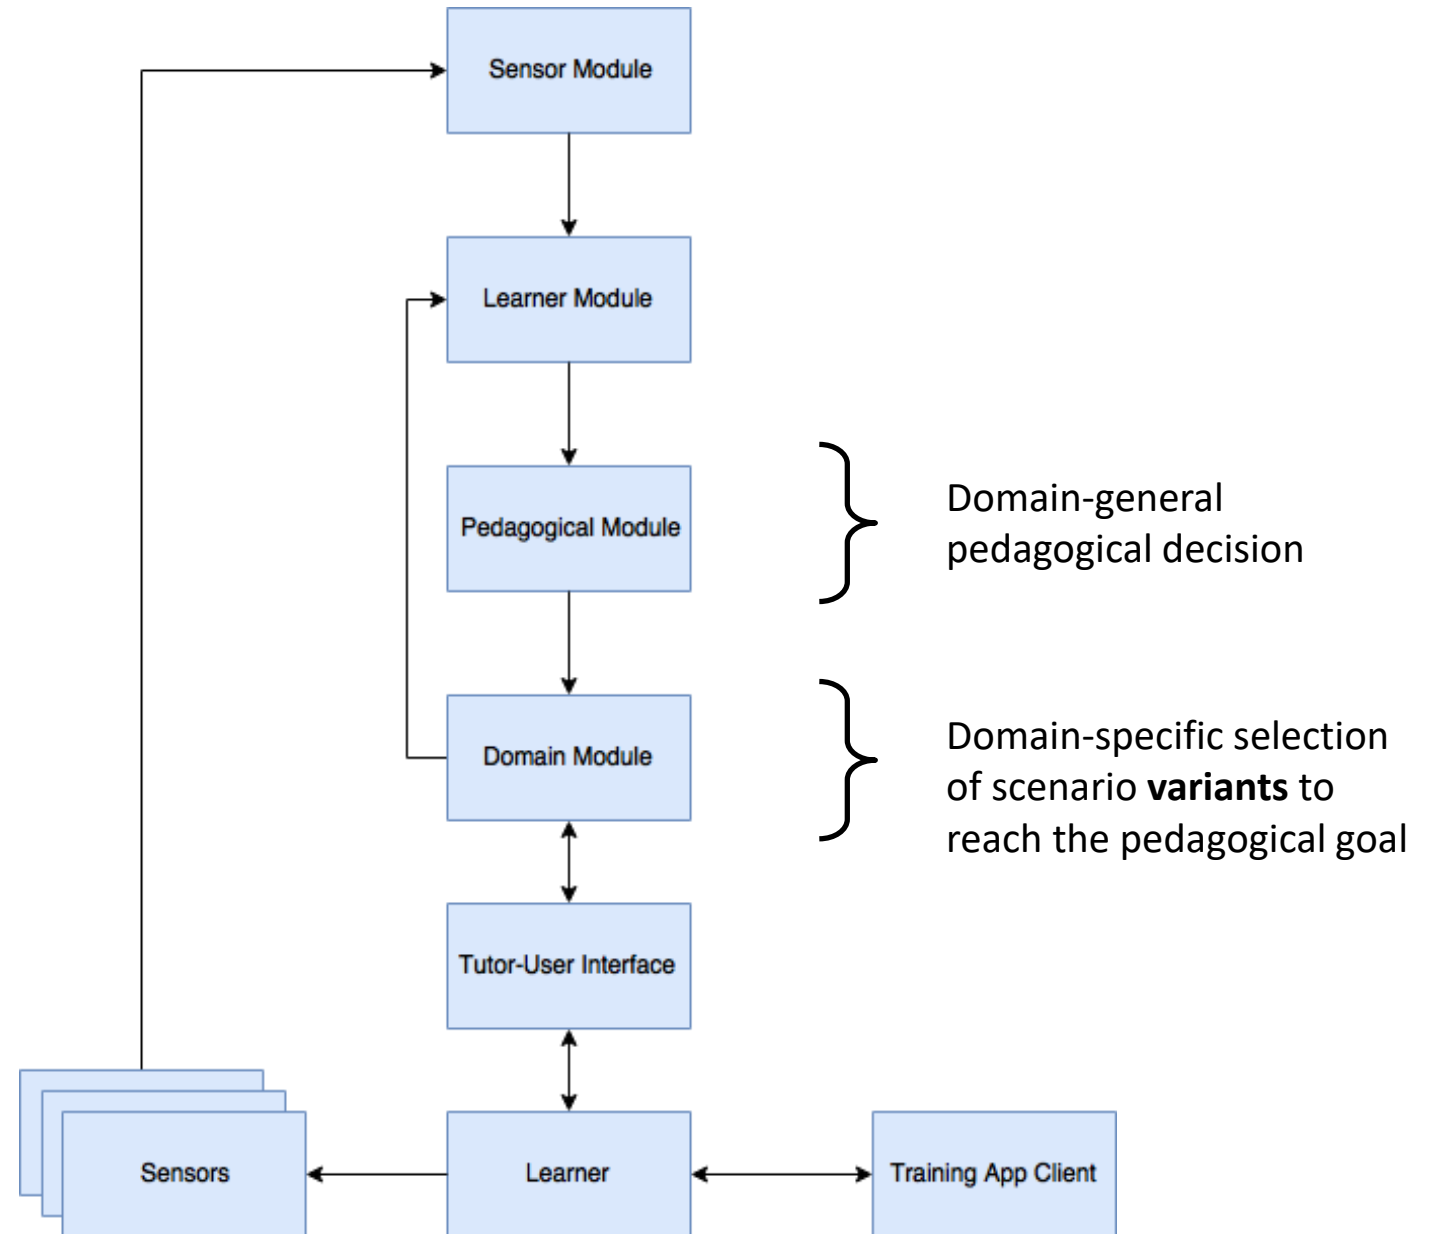 Sensor Module
Learner Module
Pedagogical Module
Domain-general
pedagogical decision
Domain Module
Domain-specific selection
of scenario variants to
reach the pedagogical goal
Tutor-User Interface
Sensors
Learner
Training App Client